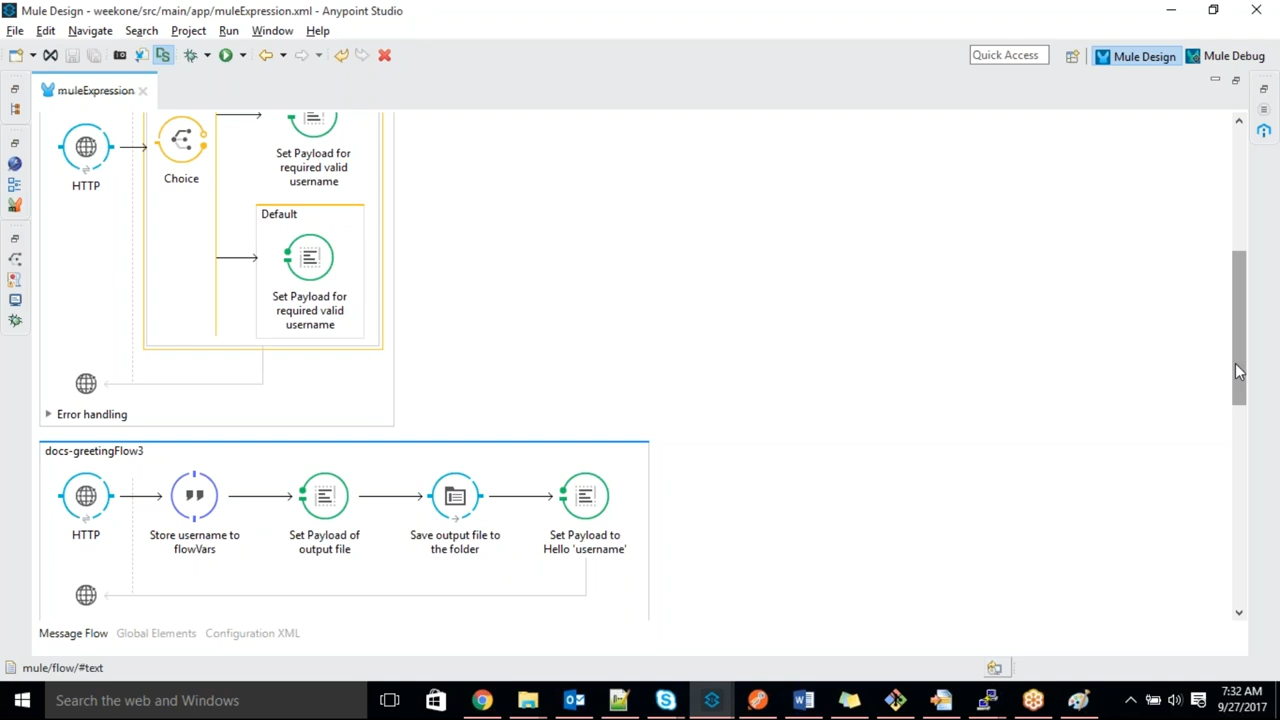 Mule Design - weekone/src/main/app/muleExpression.xml - Anypoint Studio
File Edit Navigate Search Project Run Window Help
Quick Access
Mule Design
Mule Debug
muleExpression
HTTP
Choice
Set Payload for
required valid
username
Default
Set Payload for
required valid
username
Error handling
docs-greetingFlow3
HTTP
Store username to
flowVars
Set Payload of
output file
Save output file to
the folder
Set Payload to
Hello 'username'
Message Flow Global Elements Configuration XML
mule/flow/#text
Search the web and Windows
7:32 AM
9/27/2017